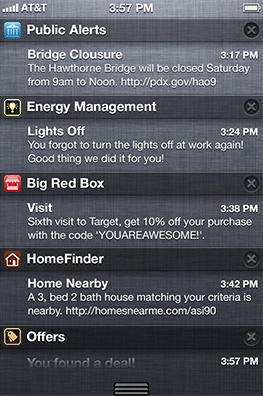 AT&T 3:57 PM
Public Alerts
Bridge Clousure 3:17 PM
The Hawthorne Bridge will be closed Saturday
from 9am to Noon. http://pdx.gov/hao9
Energy Management
Lights Off 3:24 PM
You forgot to turn the lights off at work again!
Good thing we did it for you!
Big Red Box
Visit 3:38 PM
Sixth visit to Target, get 10% off your purchase
with the code 'YOUAREAWESOME!'.
HomeFinder
Home Nearby 3:42 PM
A 3, bed 2 bath house matching your criteria is
nearby. http://homesnearme.com/asi90
Offers
You found a deal! 3:57 PM